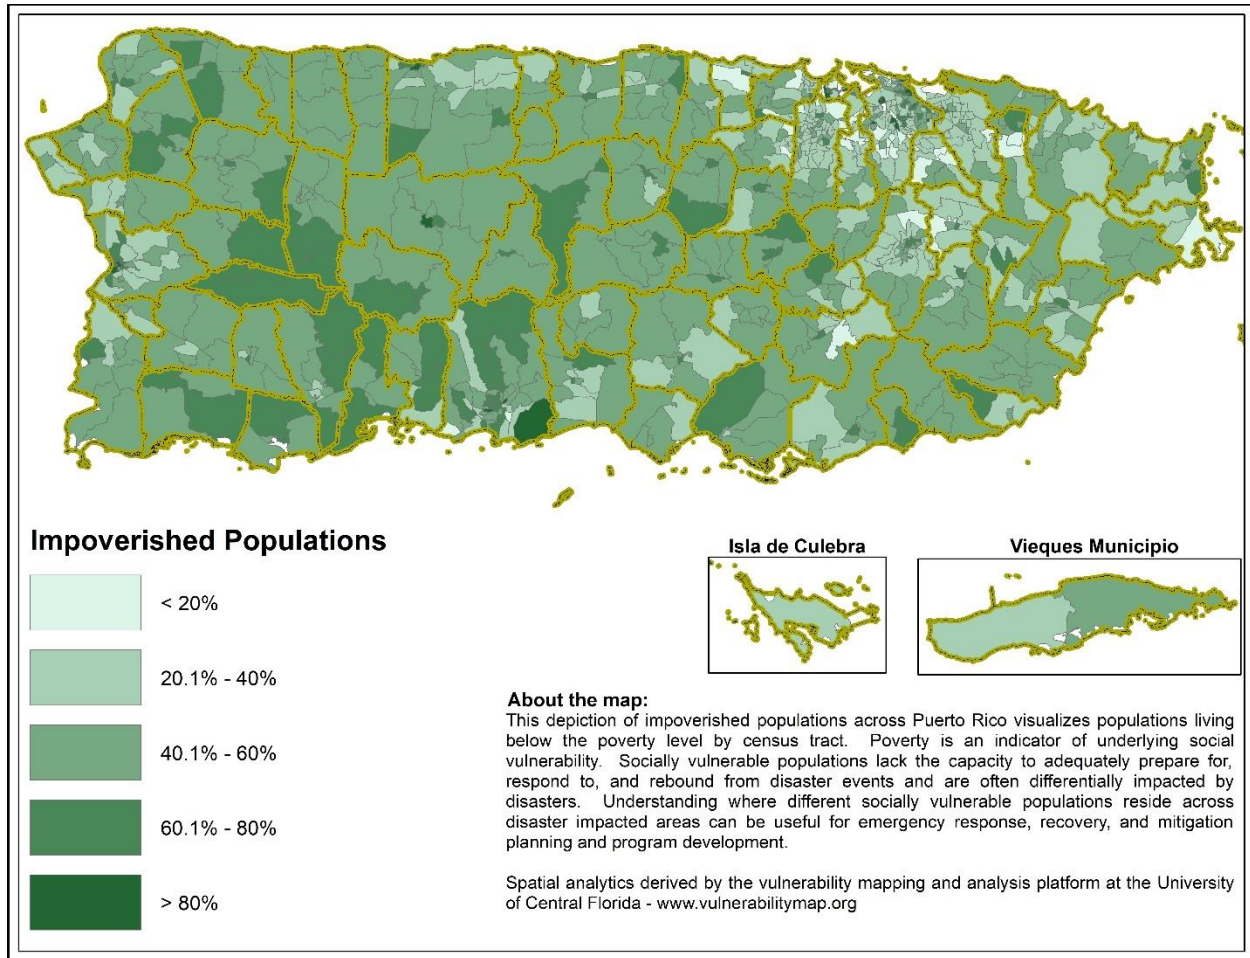 Impoverished Populations
< 20%
20.1% - 40%
40.1% - 60%
60.1% - 80%
> 80%
Isla de Culebra
Vieques Municipio
About the map:
This depiction of impoverished populations across Puerto Rico visualizes populations living
below the poverty level by census tract. Poverty is an indicator of underlying social
vulnerability. Socially vulnerable populations lack the capacity to adequately prepare for,
respond to, and rebound from disaster events and are often differentially impacted by
disasters. Understanding where different socially vulnerable populations reside across
disaster impacted areas can be useful for emergency response, recovery, and mitigation
planning and program development.
Spatial analytics derived by the vulnerability mapping and analysis platform at the University
of Central Florida - www.vulnerabilitymap.org